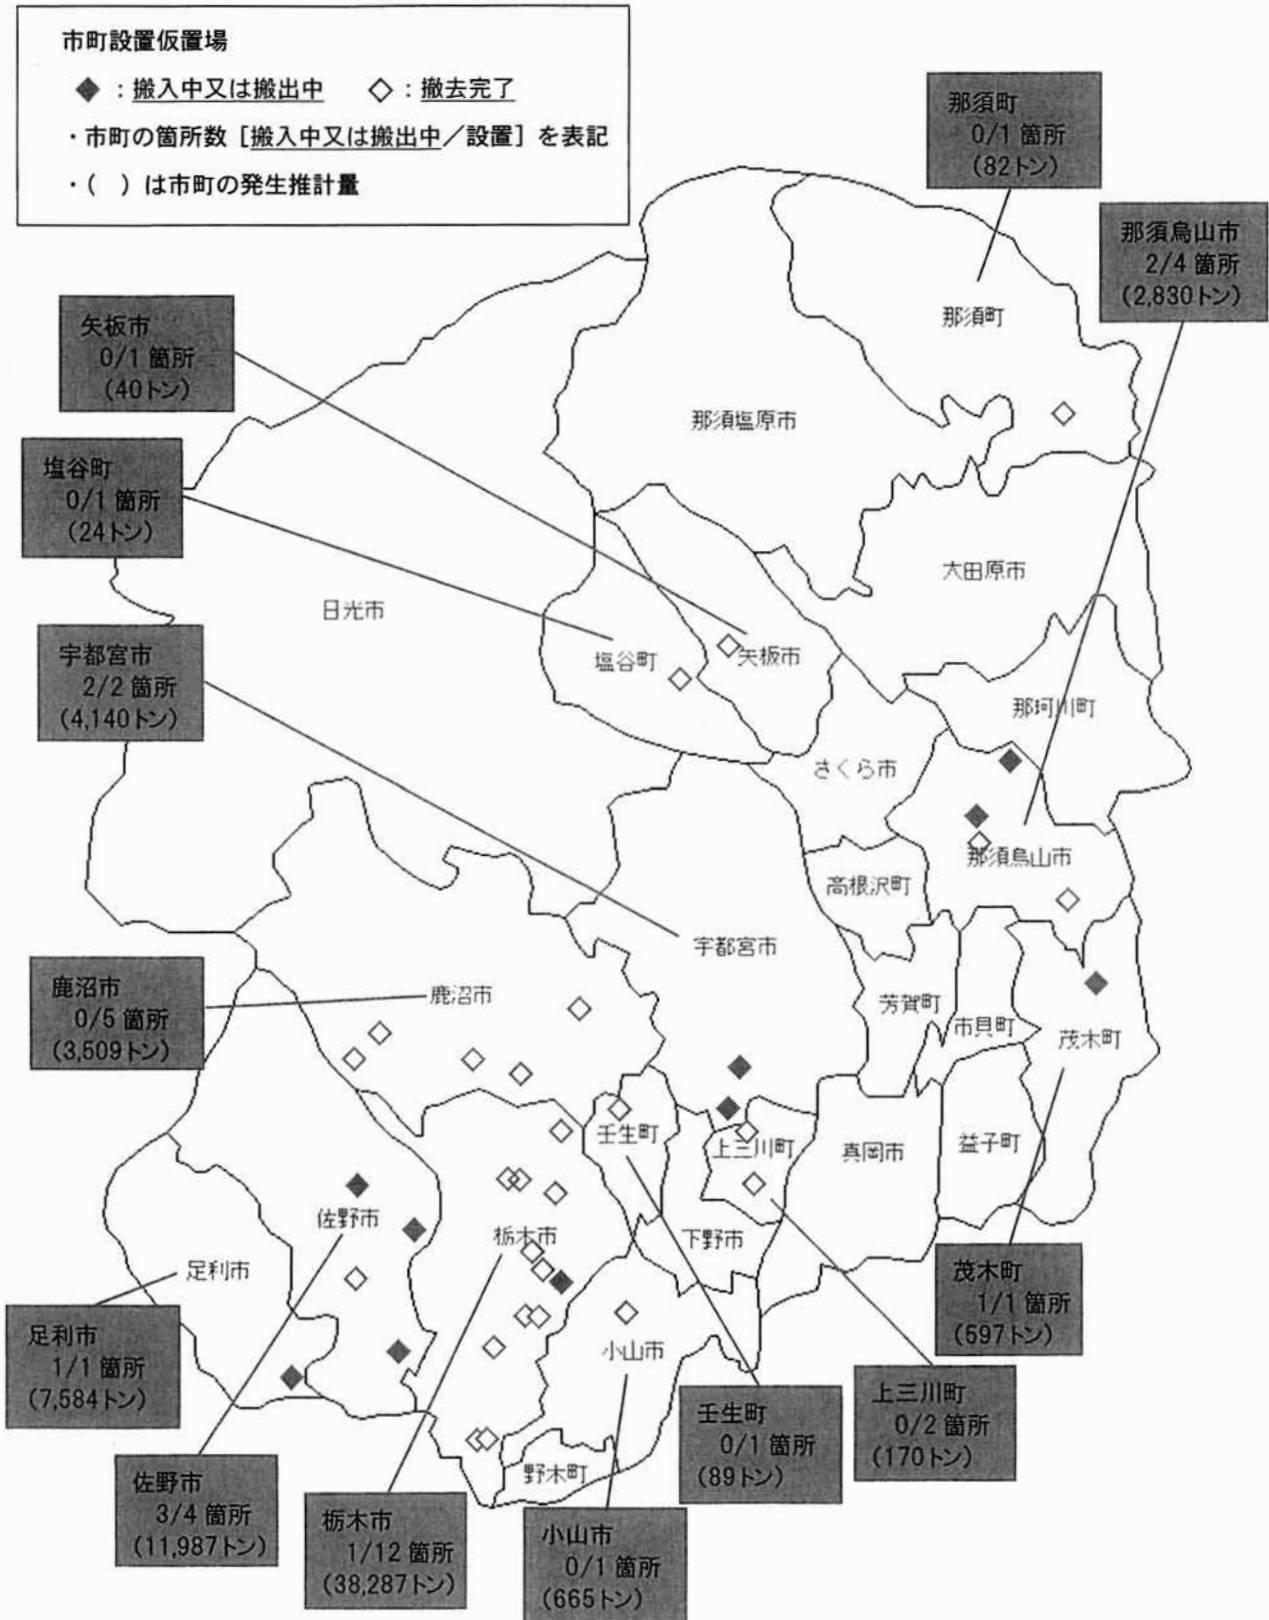 市町設置仮置場
◆：搬入中又は搬出中　◇：撤去完了
・市町の箇所数［搬入中又は搬出中／設置］を表記
・(　)は市町の発生推計量
那須町
0/1 箇所
(82トン)
那須烏山市
2/4 箇所
(2,830トン)
矢板市
0/1 箇所
(40トン)
塩谷町
0/1 箇所
(24トン)
宇都宮市
2/2 箇所
(4,140トン)
鹿沼市
0/5 箇所
(3,509トン)
足利市
1/1 箇所
(7,584トン)
佐野市
3/4 箇所
(11,987トン)
栃木市
1/12 箇所
(38,287トン)
小山市
0/1 箇所
(665トン)
壬生町
0/1 箇所
(89トン)
上三川町
0/2 箇所
(170トン)
茂木町
1/1 箇所
(597トン)
那須町
那須塩原市
大田原市
日光市
塩谷町
矢板市
那珂川町
さくら市
那須烏山市
高根沢町
宇都宮市
鹿沼市
芳賀町
市貝町
茂木町
壬生町
上三川町
真岡市
益子町
佐野市
栃木市
下野市
足利市
小山市
野木町